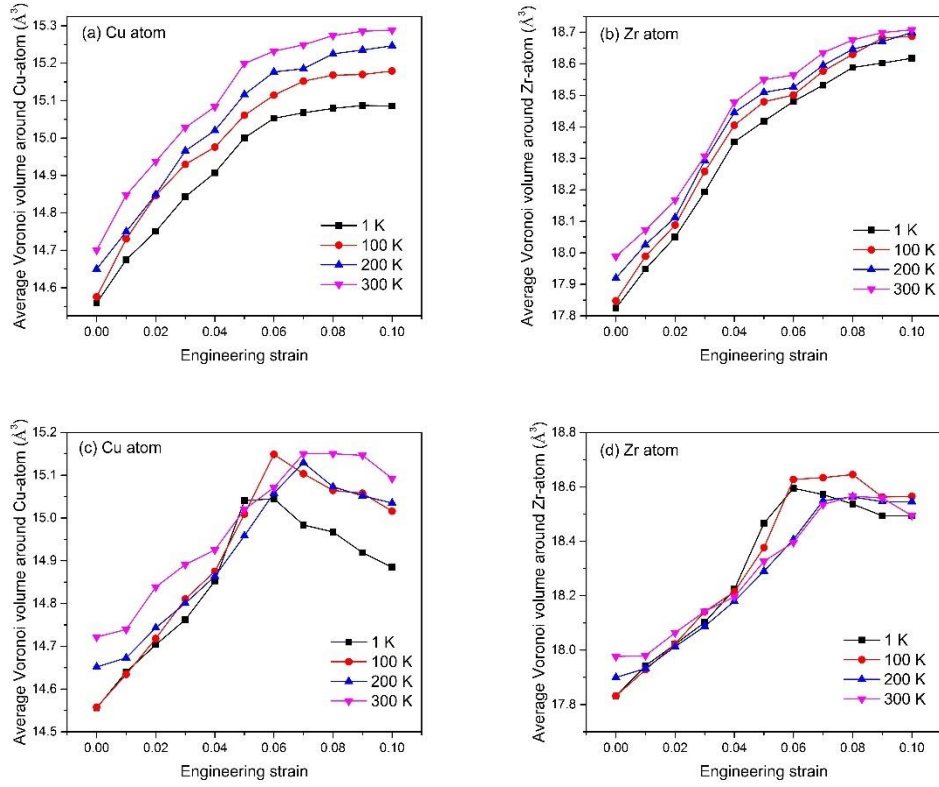 (a) Cu atom
Average Voronoi volume around Cu-atom (Å³)
15.3
15.2
15.1
15.0
14.9
14.8
14.7
14.6
1 K
100 K
200 K
300 K
0.00 0.02 0.04 0.06 0.08 0.10
Engineering strain
(b) Zr atom
Average Voronoi volume around Zr-atom (Å³)
18.7
18.6
18.5
18.4
18.3
18.2
18.1
18.0
17.9
17.8
1 K
100 K
200 K
300 K
0.00 0.02 0.04 0.06 0.08 0.10
Engineering strain
(c) Cu atom
Average Voronoi volume around Cu-atom (Å³)
15.2
15.1
15.0
14.9
14.8
14.7
14.6
14.5
1 K
100 K
200 K
300 K
0.00 0.02 0.04 0.06 0.08 0.10
Engineering strain
(d) Zr atom
Average Voronoi volume around Zr-atom (Å³)
18.8
18.6
18.4
18.2
18.0
17.8
1 K
100 K
200 K
300 K
0.00 0.02 0.04 0.06 0.08 0.10
Engineering strain